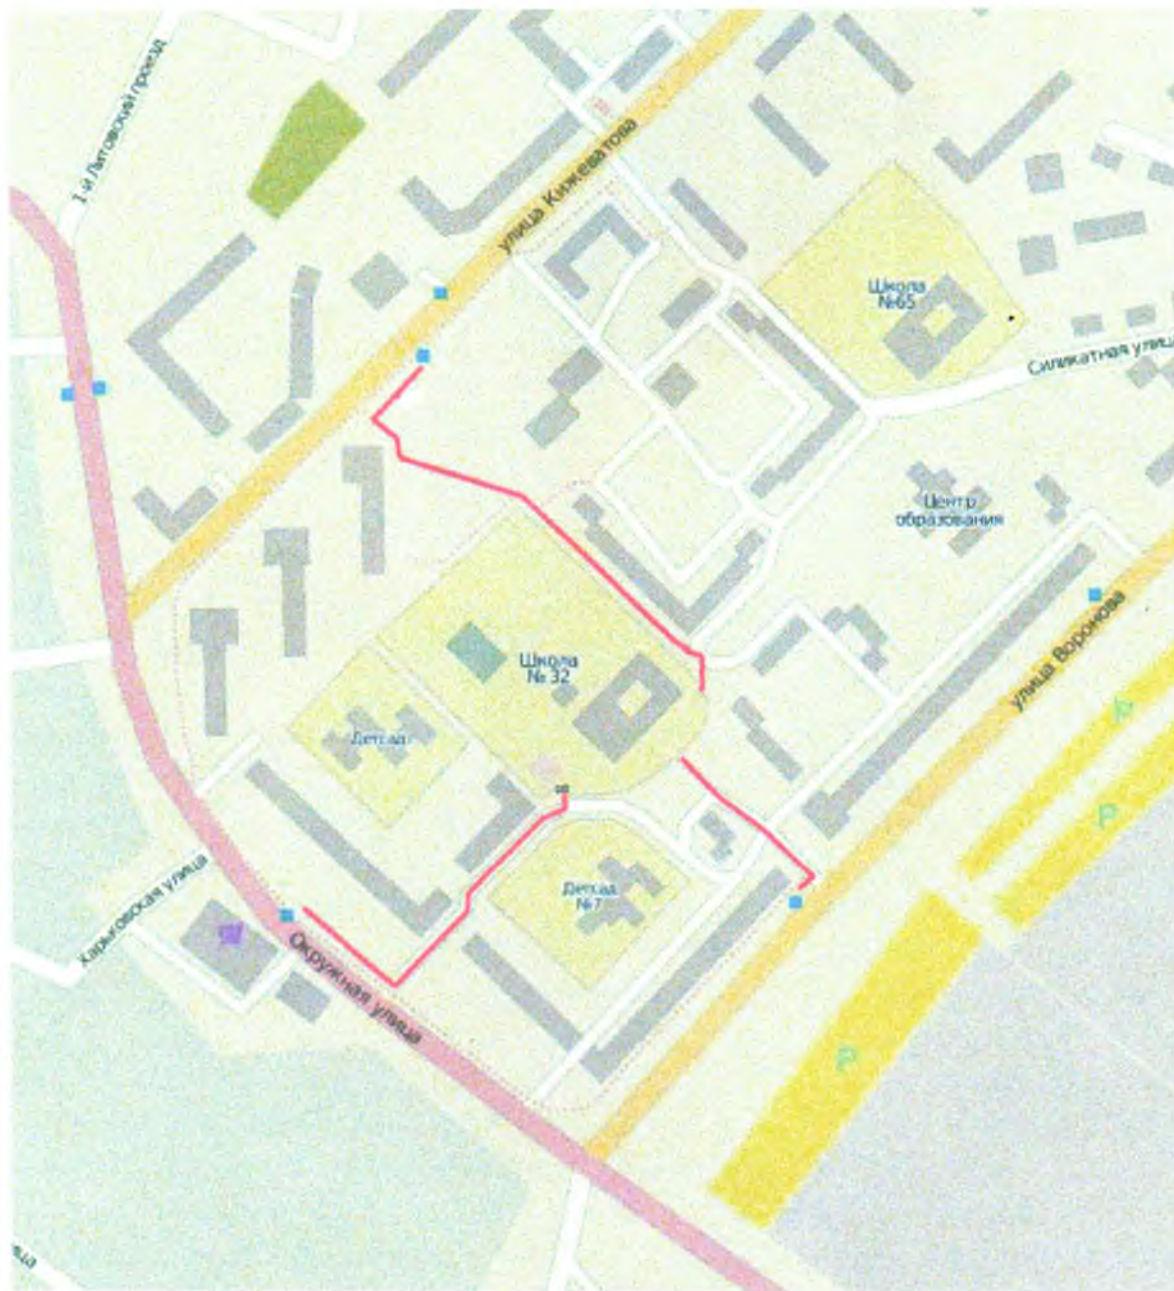 1-й Литовский проезд
улица Кижеватова
Школа
№65
Силикатная улица
Центр
образования
улица Воронова
Школа
№ 32
Детсад
P
P
Детсад
№7
Харьковская улица
Окружная улица
P